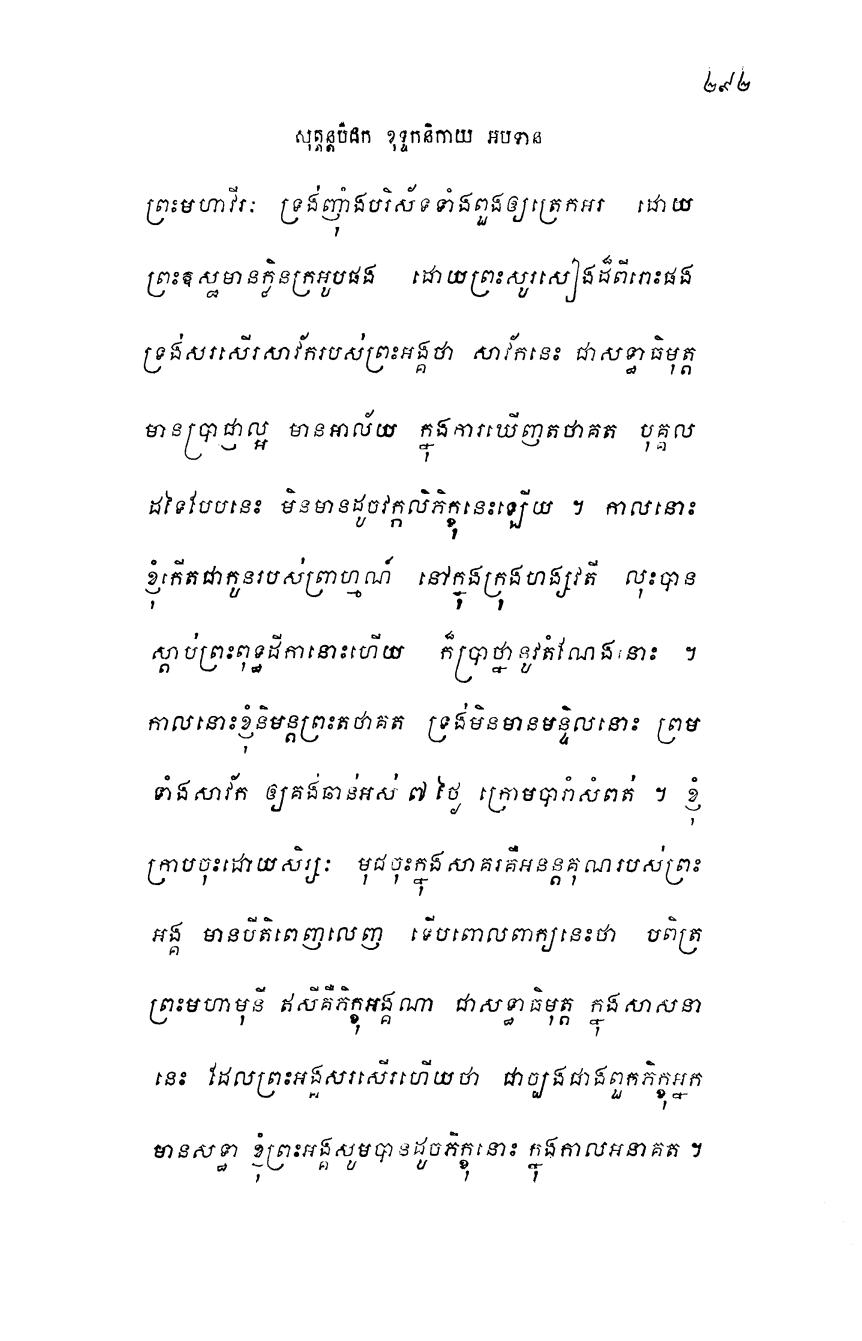 ២៩២
សុត្តន្តបិដក ខុទ្ទកនិកាយ អបទាន
ព្រះមហាវីរៈ ទ្រង់ញ៉ាំងបរិស័ទទាំងពួងឲ្យត្រេកអរ ដោយ
ព្រះឧស្មមានក្លិនក្រអូបផង ដោយព្រះសូរសៀងដ៏ពីរោះផង
ទ្រង់សរសើរសាវ័ករបស់ព្រះអង្គថា សាវ័កនេះ ជាសទ្ធាធិមុត្ត
មានប្រាជ្ញាល្អ មានអាល័យ ក្នុងការឃើញតថាគត បុគ្គល
ដទៃបែបនេះ មិនមានដូចវក្កលិភិក្ខុនេះឡើយ ។ កាលនោះ
ខ្ញុំកើតជាកូនរបស់ព្រាហ្មណ៍ នៅក្នុងក្រុងហង្សវតី លុះបាន
ស្តាប់ព្រះពុទ្ធដីកានោះហើយ ក៏ប្រាថ្នានូវតំណែងនោះ ។
កាលនោះខ្ញុំនិមន្តព្រះតថាគត ទ្រង់មិនមានមន្ទិលនោះ ព្រម
ទាំងសាវ័ក ឲ្យគង់ធាន់អស់ ៧ ថ្ងៃ ក្រោមបារាំសំពត់ ។ ខ្ញុំ
ក្រាបចុះដោយសិរ្សៈ មុជចុះក្នុងសាគរគឺអនន្តគុណរបស់ព្រះ
អង្គ មានបីតិពេញលេញ ទើបពោលពាក្យនេះថា បពិត្រ
ព្រះមហាមុនី ឥសីគឺភិក្ខុអង្គណា ជាសទ្ធាធិមុត្ត ក្នុងសាសនា
នេះ ដែលព្រះអង្គសរសើរហើយថា ជាច្បងជាងពួកភិក្ខុអ្នក
មានសទ្ធា ខ្ញុំព្រះអង្គសូមបានដូចភិក្ខុនោះ ក្នុងកាលអនាគត ។